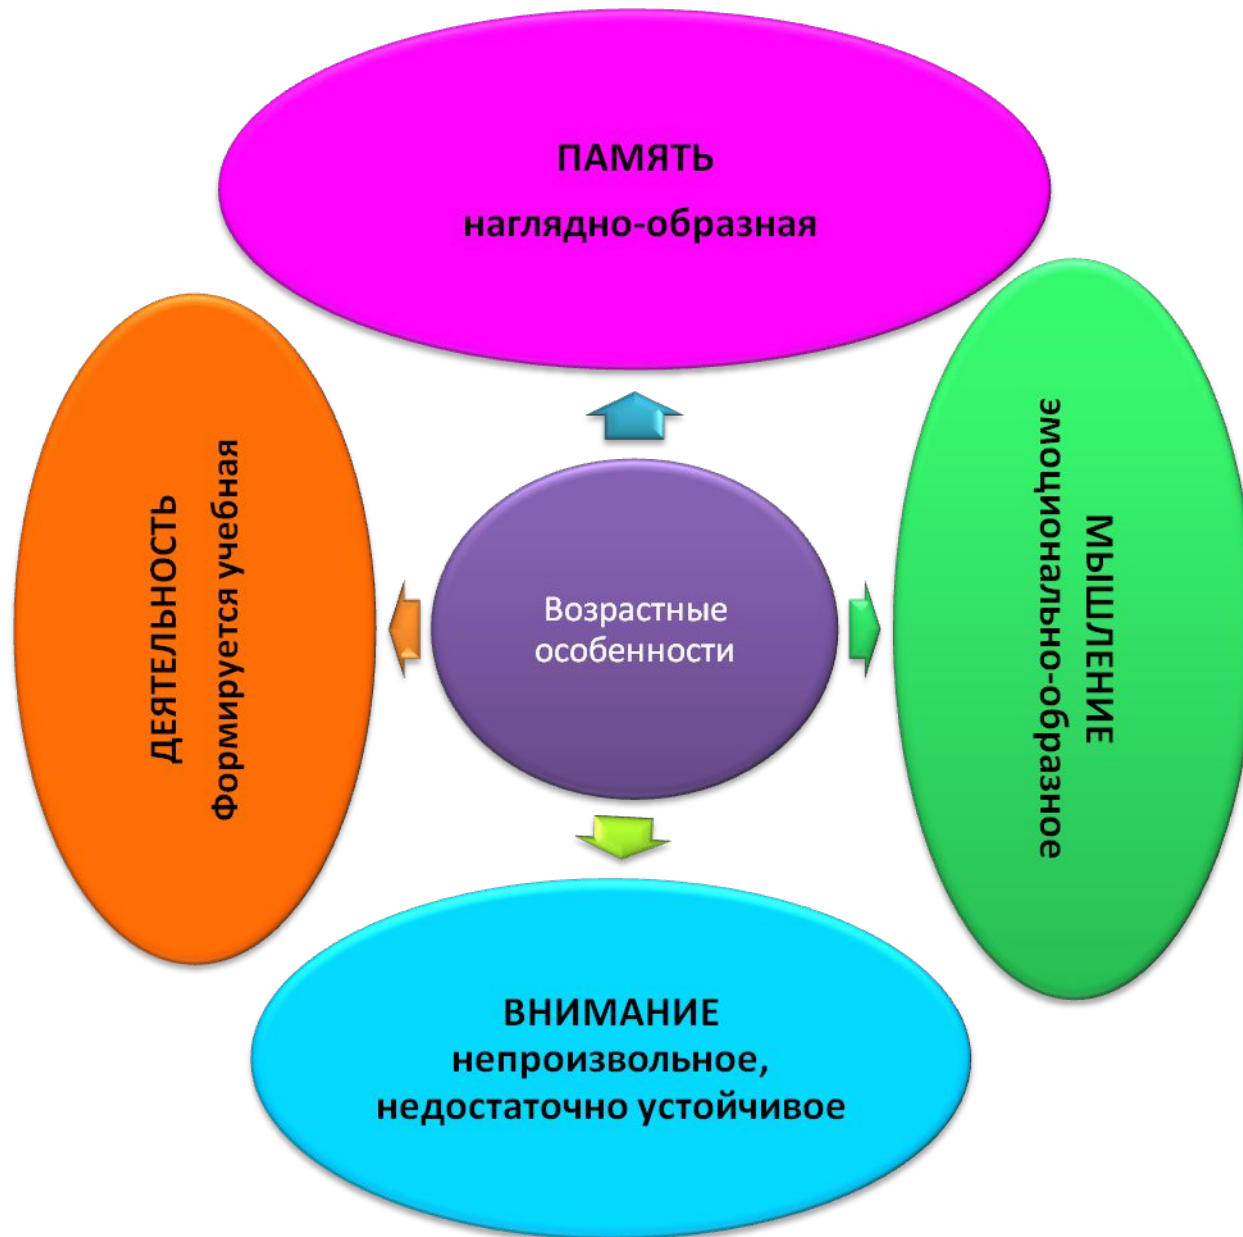 ПАМЯТЬ
наглядно-образная
МЫШЛЕНИЕ
эмоционально-образное
ВНИМАНИЕ
непроизвольное,
недостаточно устойчивое
ДЕЯТЕЛЬНОСТЬ
Формируется учебная
Возрастные
особенности